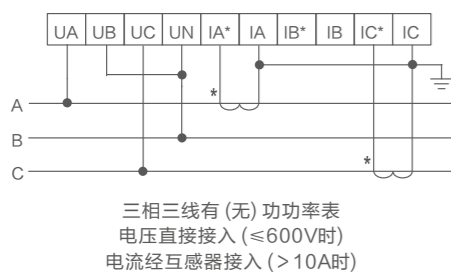 UA UB UC UN IA* IA IB* IB IC* IC
A
*
B
*
C
三相三线有 (无) 功功率表
电压直接接入 (≤600V时)
电流经互感器接入 (>10A时)